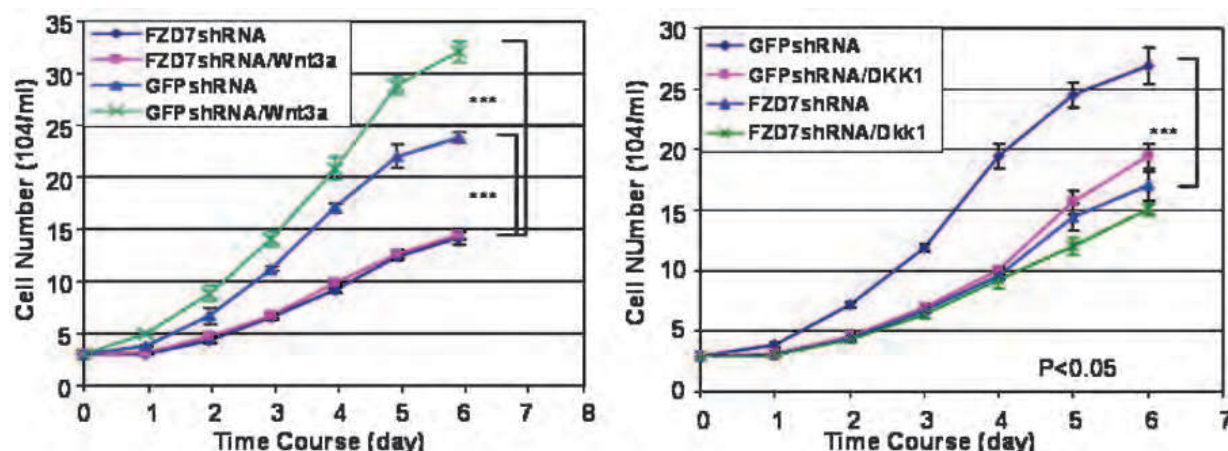 35
30
25
20
15
10
5
0
Cell Number (104/ml)
FZD7shRNA
FZD7shRNA/Wnt3a
GFPshRNA
GFPshRNA/Wnt3a
***
***
0 1 2 3 4 5 6 7 8
Time Course (day)
30
25
20
15
10
5
0
Cell NUmber (104/ml)
GFPshRNA
GFPshRNA/DKK1
FZD7shRNA
FZD7shRNA/Dkk1
***
P<0.05
0 1 2 3 4 5 6 7
Time Course (day)